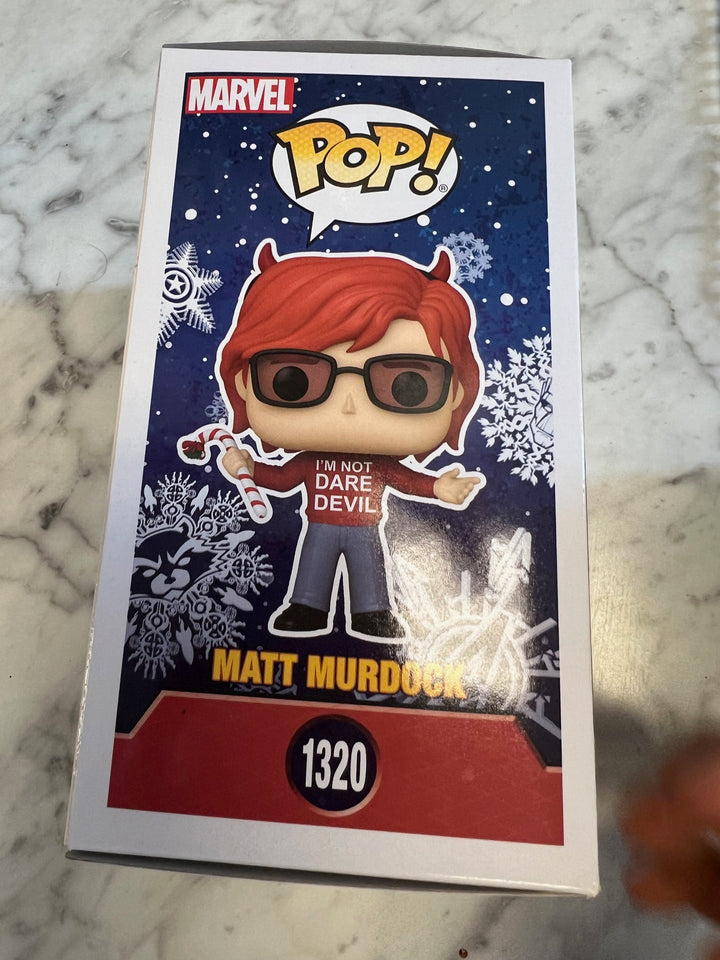 MARVEL
POP! ®
I'M NOT
DARE
DEVIL
MATT MURDOCK
1320